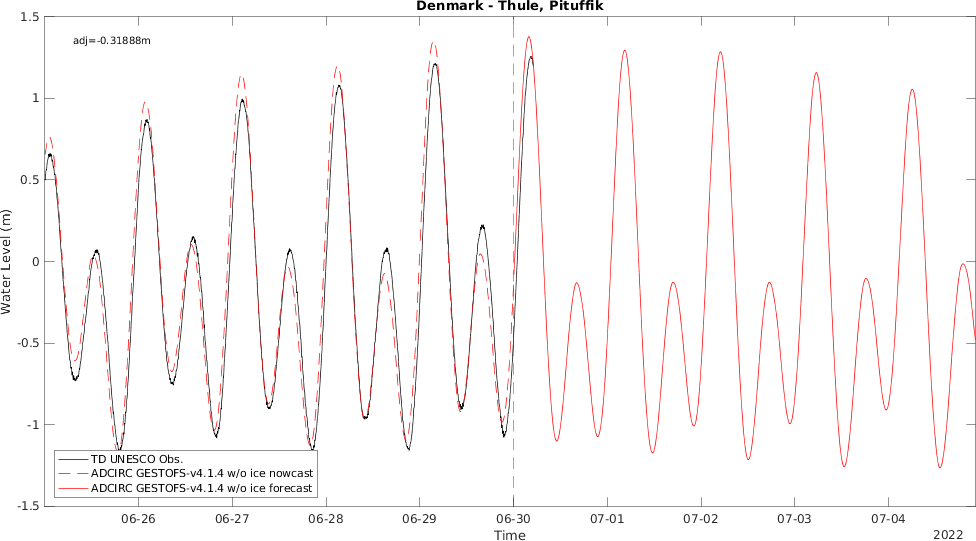 Denmark - Thule, Pituffik
adj=-0.31888m
Water Level (m)
1.5
1
0.5
0
-0.5
-1
-1.5
TD UNESCO Obs.
ADCIRC GESTOFS-v4.1.4 w/o ice nowcast
ADCIRC GESTOFS-v4.1.4 w/o ice forecast
06-26 06-27 06-28 06-29 06-30 07-01 07-02 07-03 07-04
Time
2022